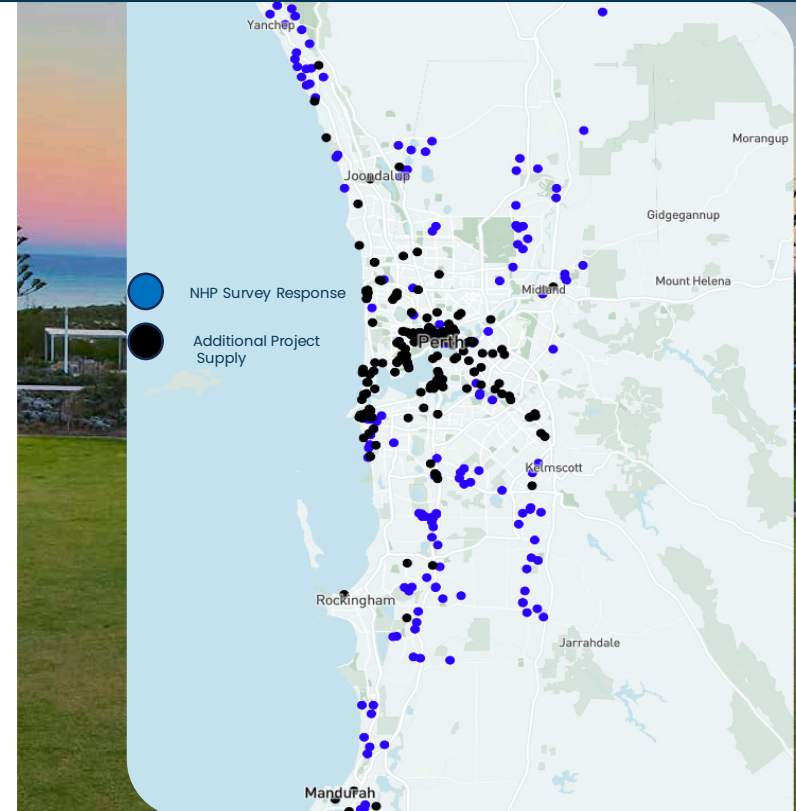 Yanchep
Morangup
Joondalup
Gidgegannup
Mount Helena
Midland
NHP Survey Response
Additional Project
Supply
Perth
Kelmscott
Rockingham
Jarrahdale
Mandurah